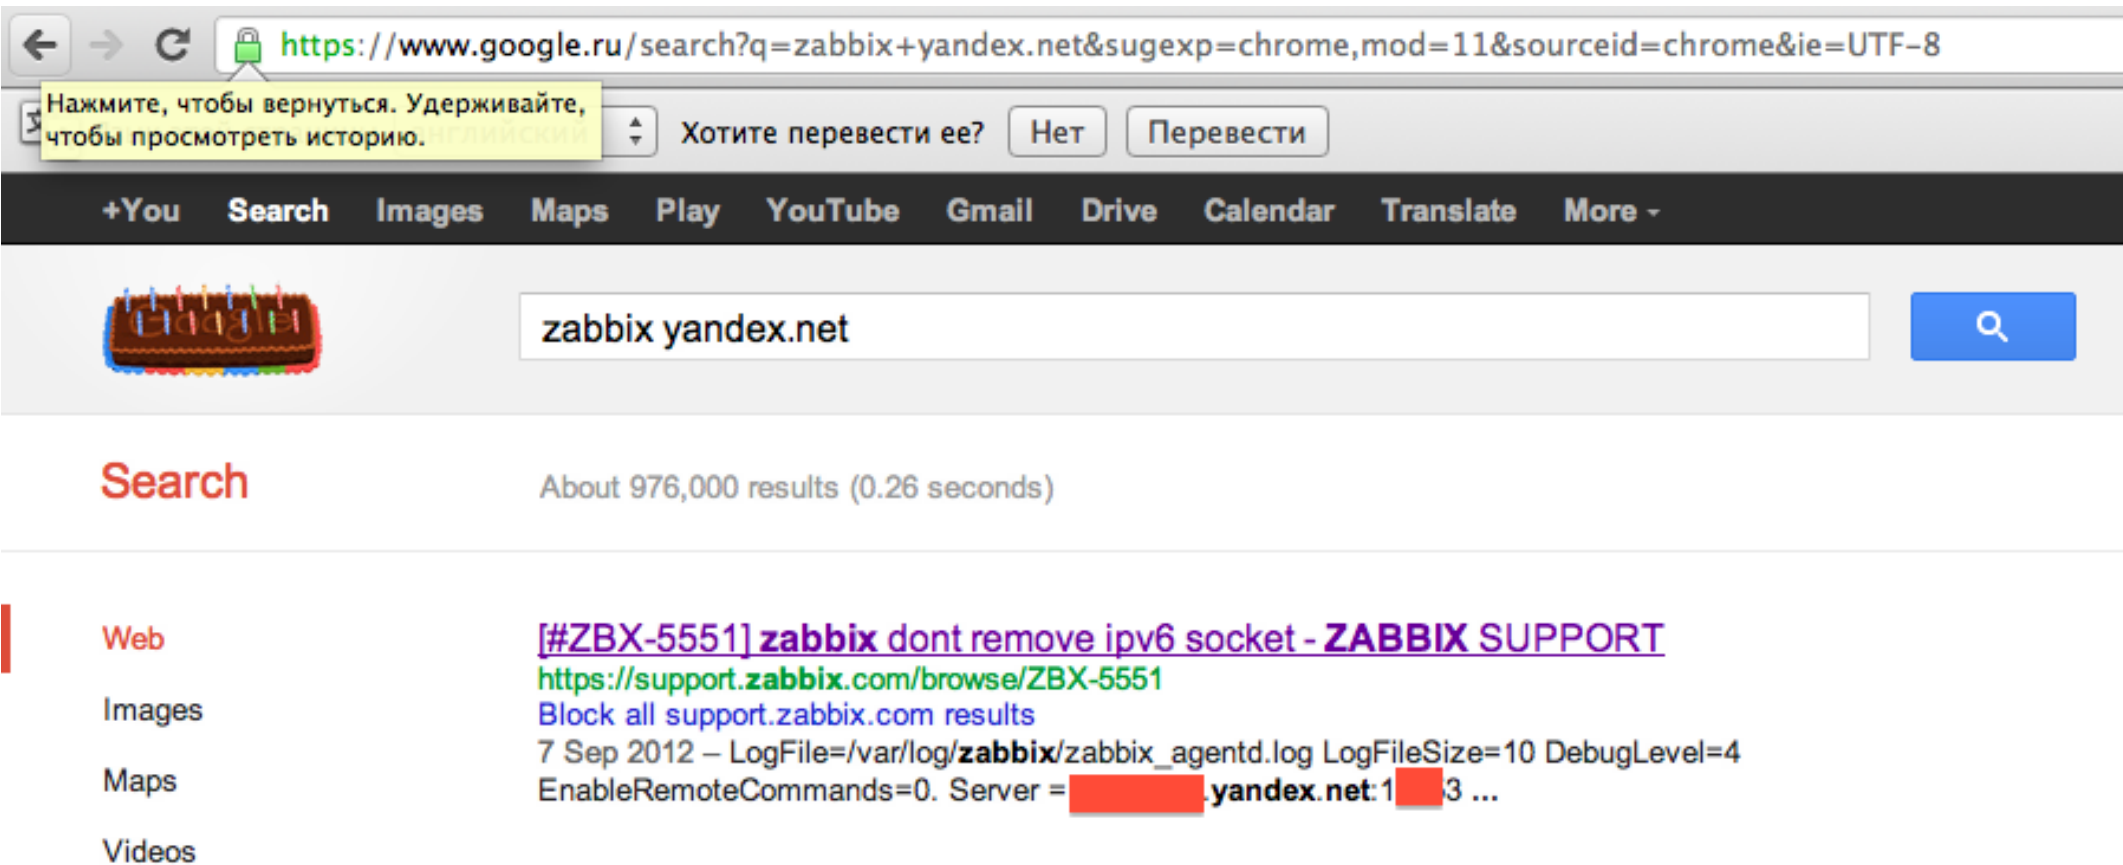 https://www.google.ru/search?q=zabbix+yandex.net&sugexp=chrome,mod=11&sourceid=chrome&ie=UTF-8
Нажмите, чтобы вернуться. Удерживайте,
чтобы просмотреть историю.
английский Хотите перевести ее? Нет Перевести
+You Search Images Maps Play YouTube Gmail Drive Calendar Translate More
Google
zabbix yandex.net
Search About 976,000 results (0.26 seconds)
Web
Images
Maps
Videos
[#ZBX-5551] zabbix dont remove ipv6 socket - ZABBIX SUPPORT
https://support.zabbix.com/browse/ZBX-5551
Block all support.zabbix.com results
7 Sep 2012 – LogFile=/var/log/zabbix/zabbix_agentd.log LogFileSize=10 DebugLevel=4
EnableRemoteCommands=0. Server = .yandex.net:1 3 ...